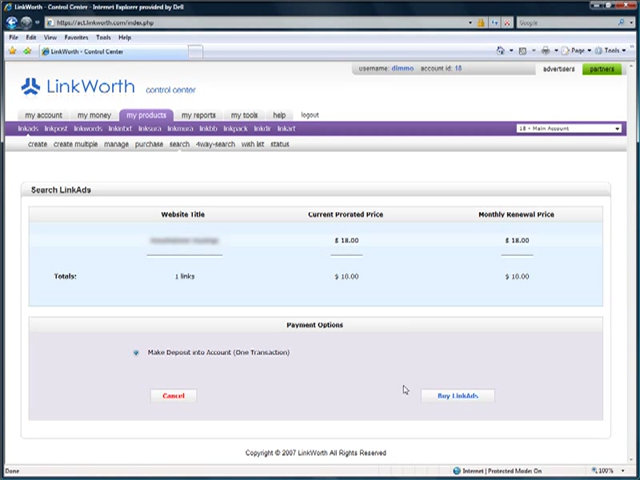 LinkWorth - Control Center - Internet Explorer provided by Dell
https://act.linkworth.com/index.php
Google
File Edit View Favorites Tools Help
LinkWorth - Control Center
Page Tools
username: dimmo account id: 18 advertisers partners
LinkWorth control center
my account my money my products my reports my tools help logout
linkads linkpost linkwords linkintxt linksura linkmura linkbb linkpack linkdir linkart 18 - Main Account
create create multiple manage purchase search 4way-search wish list status
Search LinkAds
Website Title Current Prorated Price Monthly Renewal Price
$ 18.00 $ 18.00
Totals: 1 links $ 10.00 $ 10.00
Payment Options
Make Deposit into Account (One Transaction)
Cancel Buy LinkAds
Copyright © 2007 LinkWorth All Rights Reserved
Done Internet | Protected Mode: On 100%